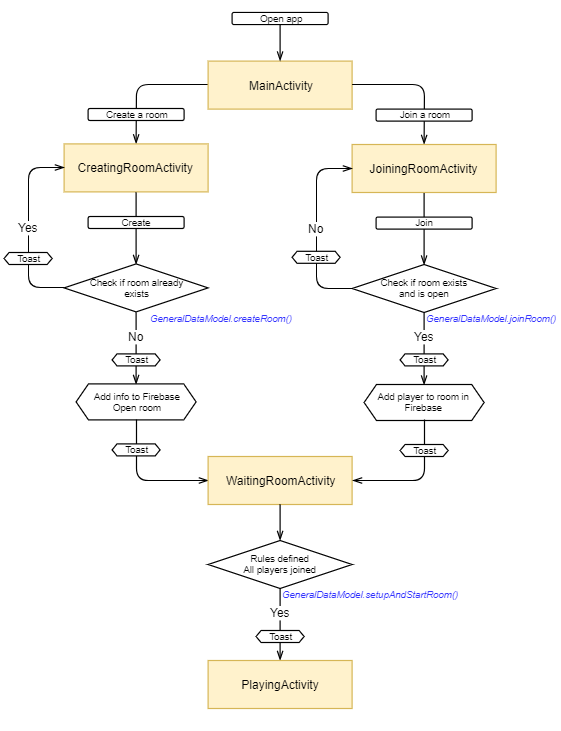 Open app
MainActivity
Create a room
Join a room
CreatingRoomActivity
JoiningRoomActivity
Create
Join
Yes
No
Toast
Toast
Check if room already
exists
Check if room exists
and is open
GeneralDataModel.createRoom()
GeneralDataModel.joinRoom()
No
Yes
Toast
Toast
Add info to Firebase
Open room
Add player to room in
Firebase
Toast
Toast
WaitingRoomActivity
Rules defined
All players joined
GeneralDataModel.setupAndStartRoom()
Yes
Toast
PlayingActivity